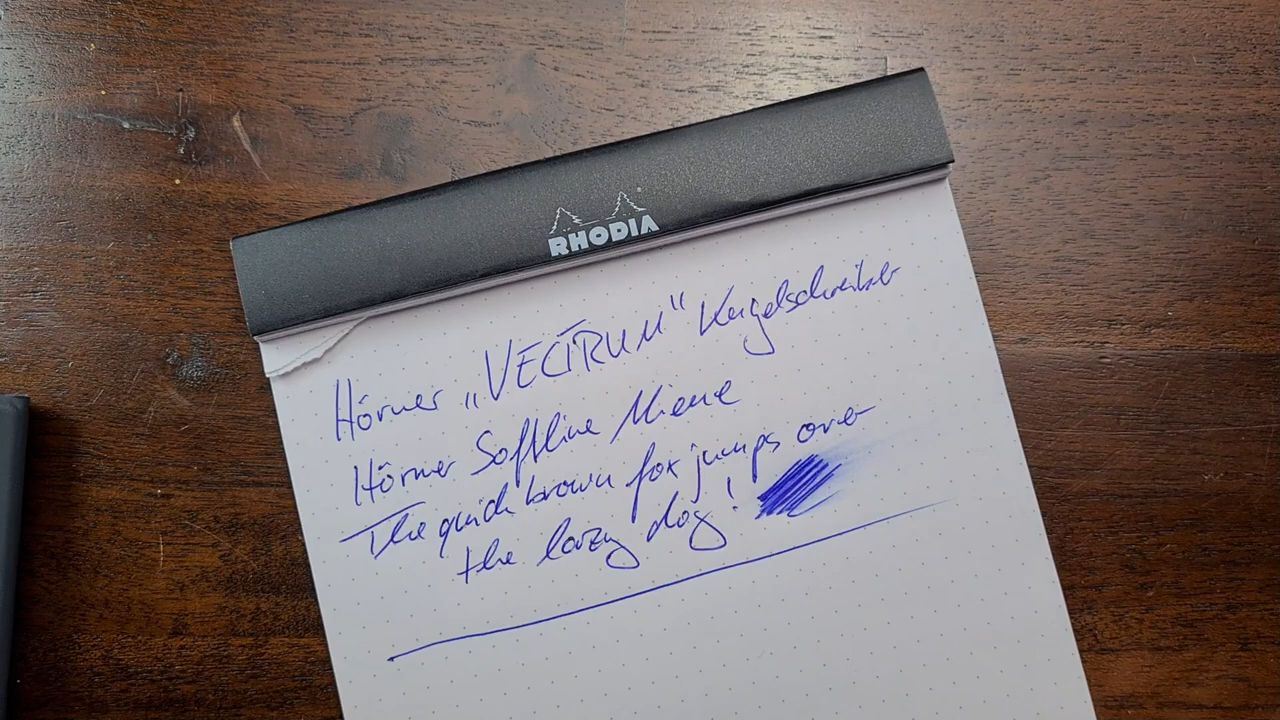 RHODIA
Hörner „VECTRUM“ Kugelschreiber
Hörner Softline Miene
The quick brown fox jumps over
the lazy dog!